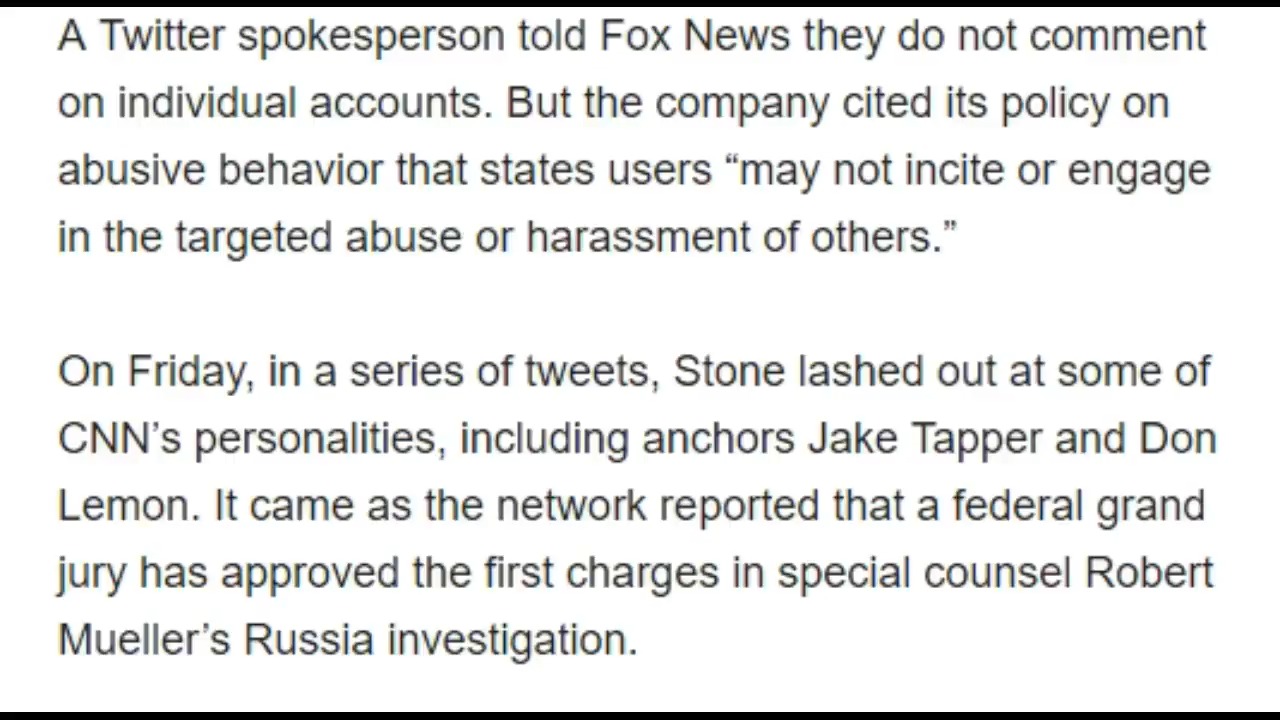 A Twitter spokesperson told Fox News they do not comment
on individual accounts. But the company cited its policy on
abusive behavior that states users “may not incite or engage
in the targeted abuse or harassment of others.”
On Friday, in a series of tweets, Stone lashed out at some of
CNN’s personalities, including anchors Jake Tapper and Don
Lemon. It came as the network reported that a federal grand
jury has approved the first charges in special counsel Robert
Mueller’s Russia investigation.